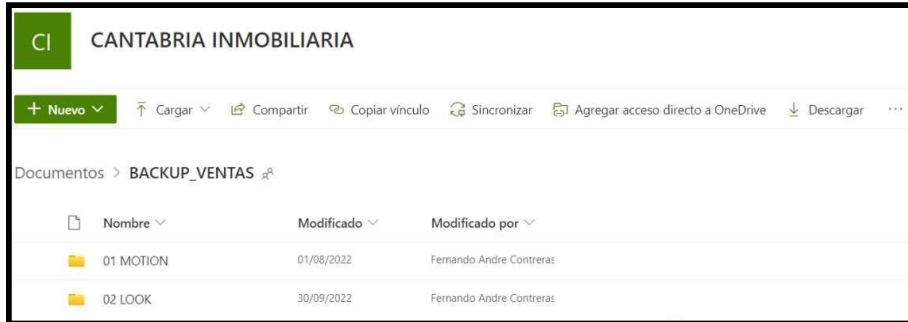 CI CANTABRIA INMOBILIARIA
+ Nuevo Cargar Compartir Copiar vínculo Sincronizar Agregar acceso directo a OneDrive Descargar ...
Documentos > BACKUP_VENTAS
Nombre Modificado Modificado por
01 MOTION 01/08/2022 Fernando Andre Contreras
02 LOOK 30/09/2022 Fernando Andre Contreras